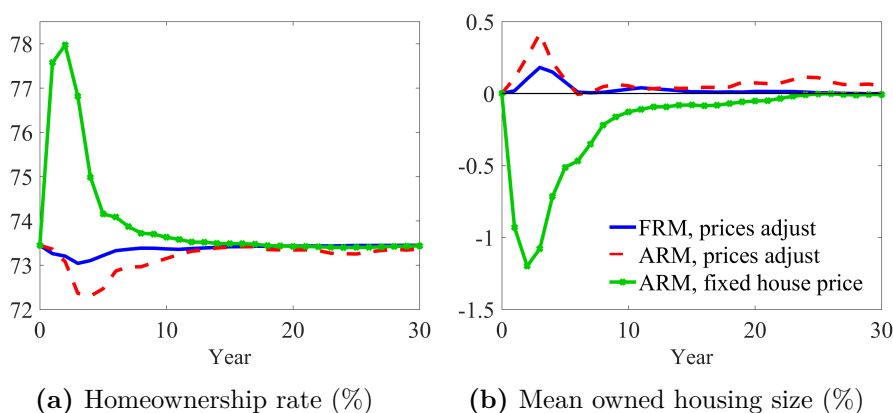 78
77
76
75
74
73
72
0
10
20
30
Year
(a) Homeownership rate (%)
0.5
0
-0.5
-1
-1.5
FRM, prices adjust
ARM, prices adjust
ARM, fixed house price
0
10
20
30
Year
(b) Mean owned housing size (%)